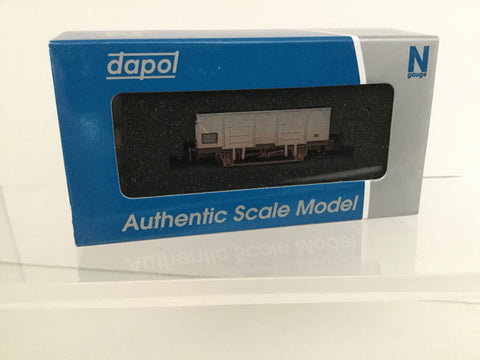 dapol
N
gauge
Authentic Scale Model